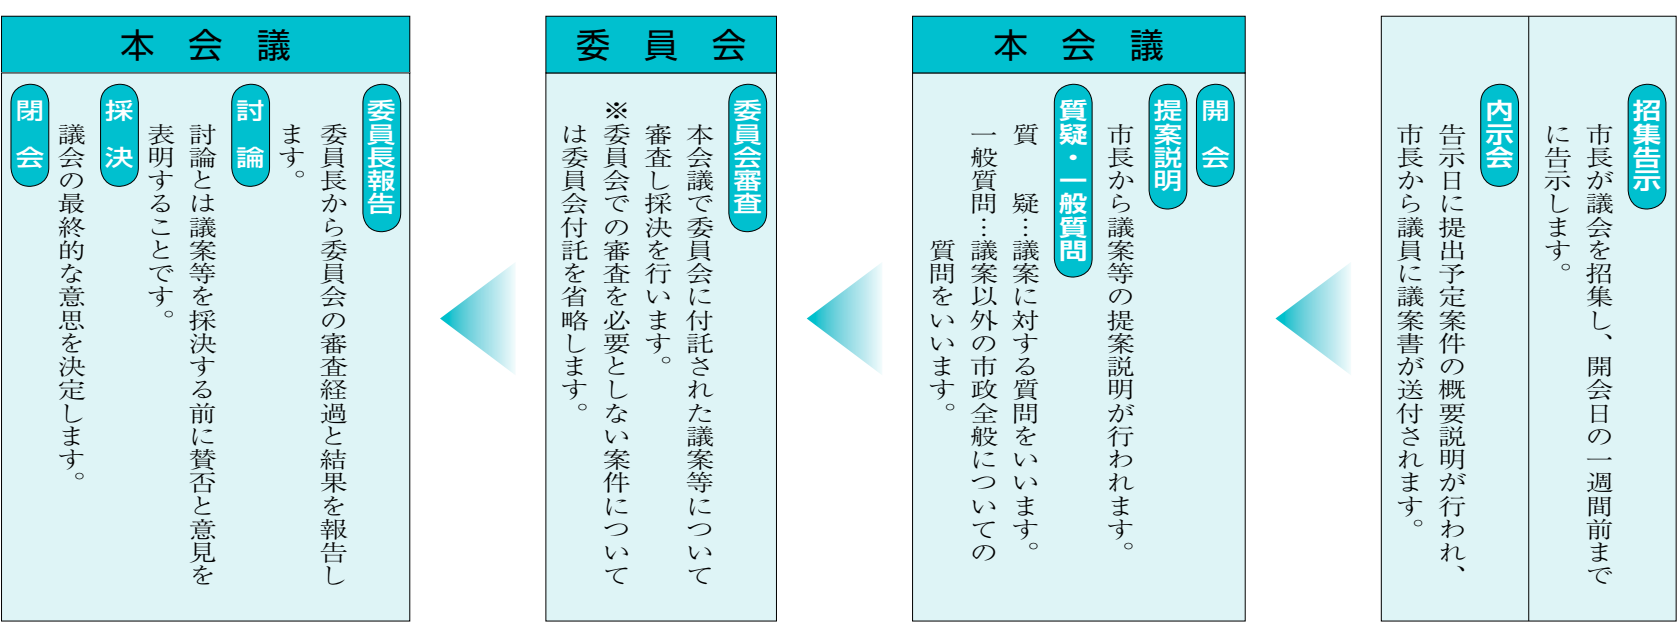 招集告示
市長が議会を招集し、開会日の一週間前まで
に告示します。
内示会
告示日に提出予定案件の概要説明が行われ、
市長から議員に議案書が送付されます。
本会議
開会
提案説明
市長から議案等の提案説明が行われます。
質疑・一般質問
質　　疑…議案に対する質問をいいます。
一般質問…議案以外の市政全般についての
質問をいいます。
委員会
委員会審査
本会議で委員会に付託された議案等について
審査し採決を行います。
※委員会での審査を必要としない案件について
は委員会付託を省略します。
本会議
委員長報告
委員長から委員会の審査経過と結果を報告し
ます。
討論
討論とは議案等を採決する前に賛否と意見を
表明することです。
採決
議会の最終的な意思を決定します。
閉会